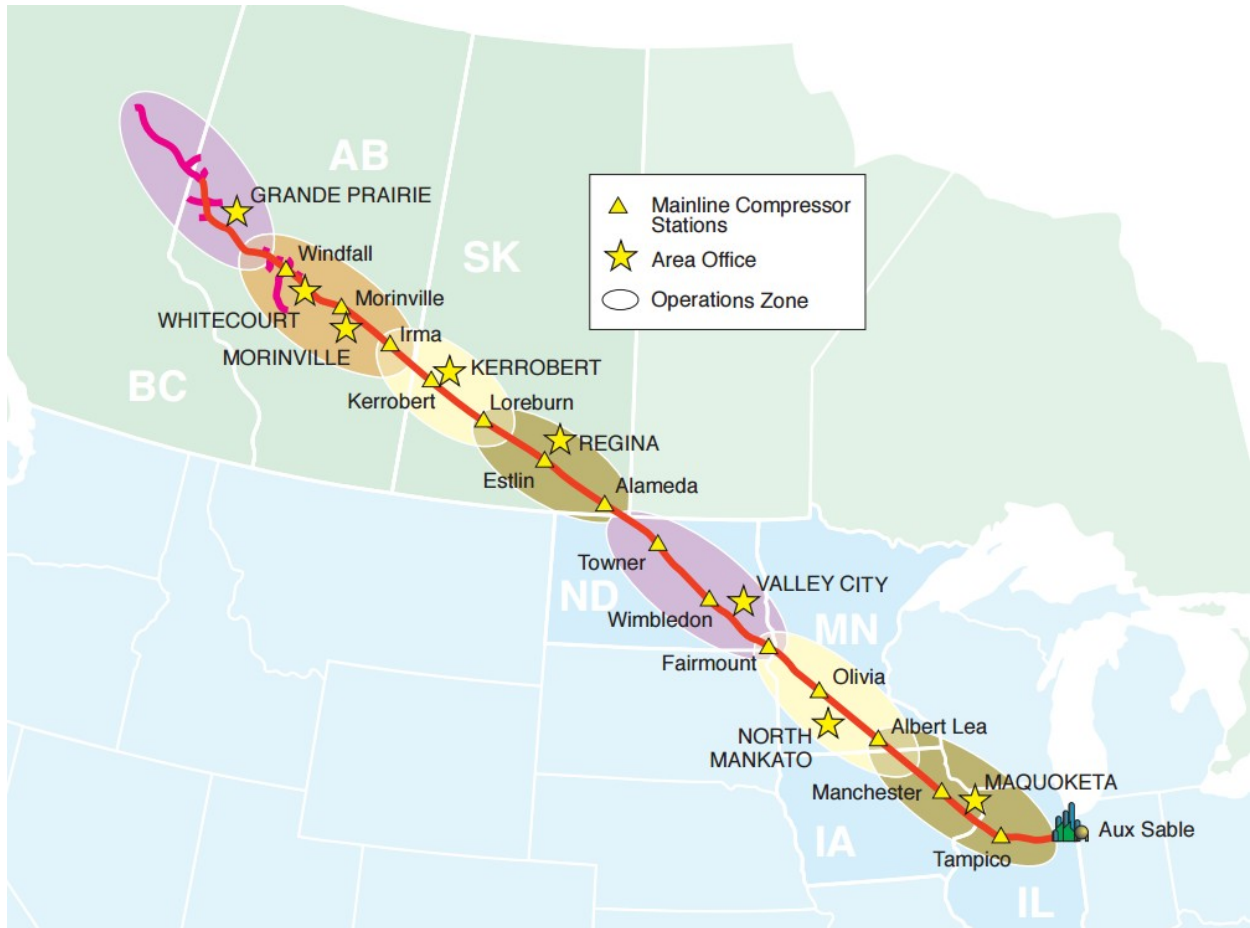 AB
GRANDE PRAIRIE
Mainline Compressor
Stations
Area Office
Operations Zone
SK
Windfall
WHITECOURT
Morinville
MORINVILLE
Irma
BC
KERROBERT
Kerrobert
Loreburn
REGINA
Estlin
Alameda
Towner
ND
VALLEY CITY
Wimbledon
MN
Fairmount
Olivia
NORTH
MANKATO
Albert Lea
Manchester
MAQUOKETA
IA
Aux Sable
Tampico
IL